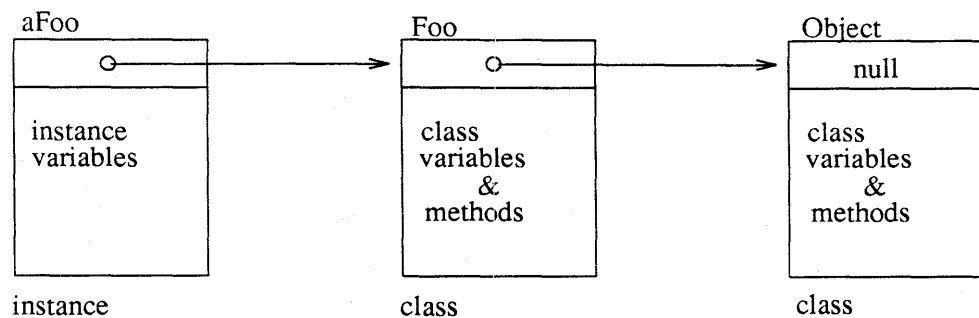 aFoo
Foo
Object
null
instance
variables
class
variables
&
methods
class
variables
&
methods
instance
class
class